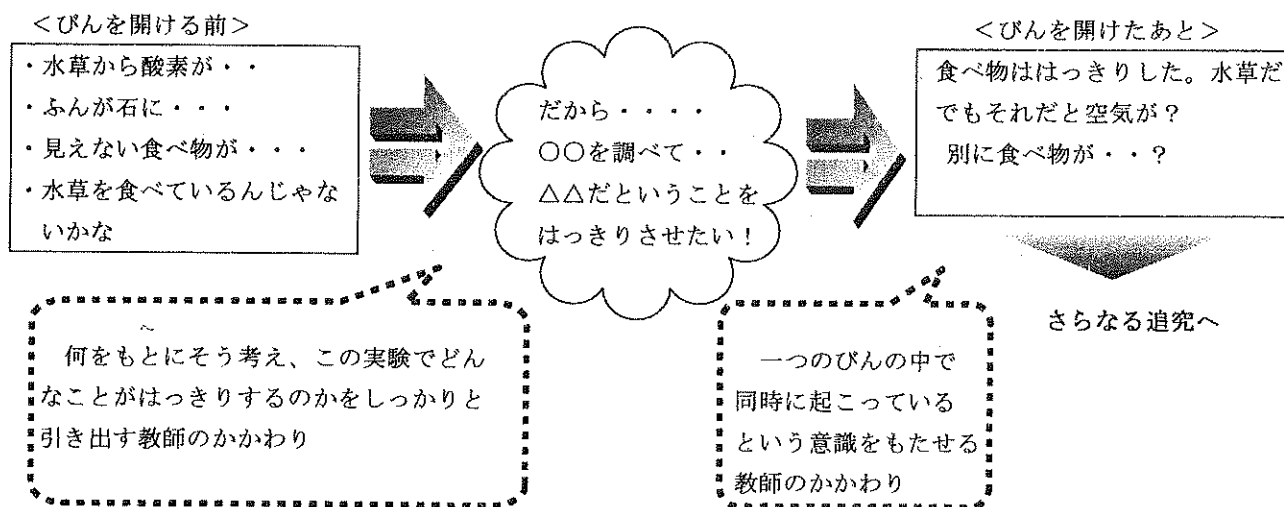 ＜びんを開ける前＞
・水草から酸素が・・
・ふんが石に・・・
・見えない食べ物が・・・
・水草を食べているんじゃな
いかな
だから・・・・
○○を調べて・・
△△だということを
はっきりさせたい！
＜びんを開けたあと＞
食べ物ははっきりした。水草だ
でもそれだと空気が？
別に食べ物が・・？
さらなる追究へ
～
何をもとにそう考え、この実験でどん
なことがはっきりするのかをしっかりと
引き出す教師のかかわり
一つのびんの中で
同時に起こっている
という意識をもたせる
教師のかかわり